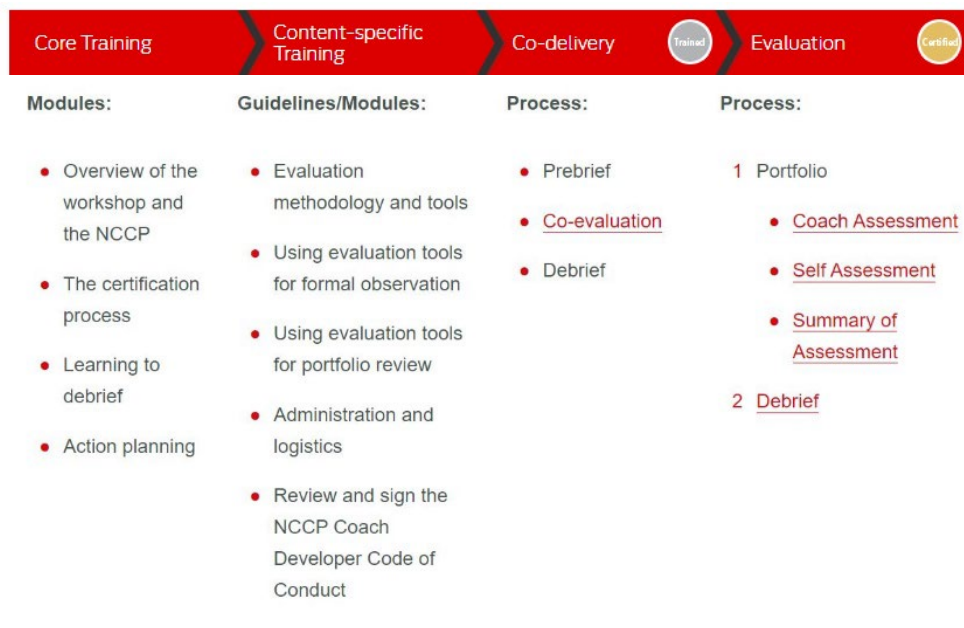 Core Training
Content-specific
Training
Co-delivery
Trained
Evaluation
Certified
Modules:
Overview of the
workshop and
the NCCP
The certification
process
Learning to
debrief
Action planning
Guidelines/Modules:
Evaluation
methodology and tools
Using evaluation tools
for formal observation
Using evaluation tools
for portfolio review
Administration and
logistics
Review and sign the
NCCP Coach
Developer Code of
Conduct
Process:
Prebrief
Co-evaluation
Debrief
Process:
1 Portfolio
Coach Assessment
Self Assessment
Summary of
Assessment
2 Debrief